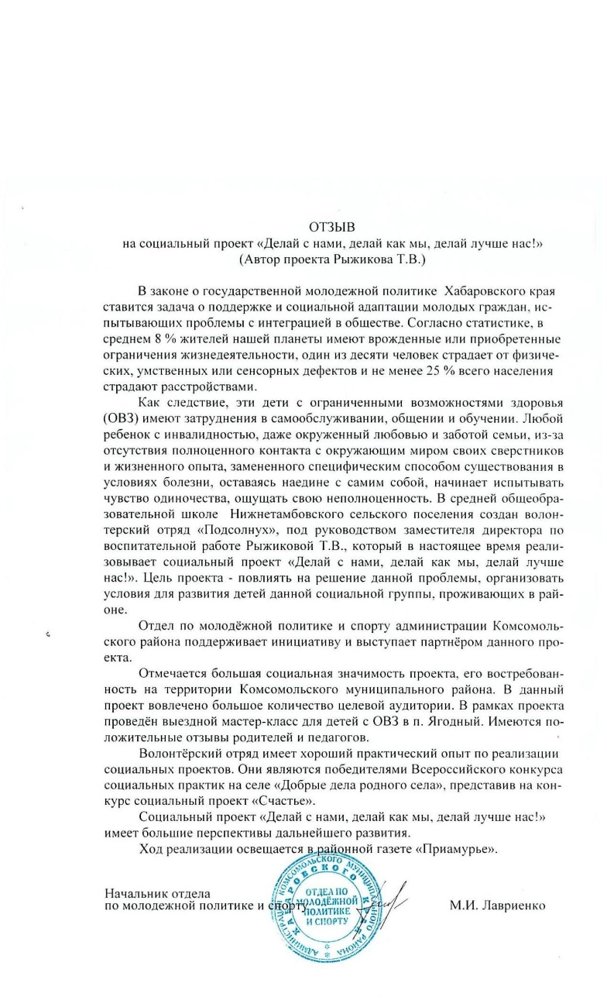 ОТЗЫВ
на социальный проект «Делай с нами, делай как мы, делай лучше нас!»
(Автор проекта Рыжикова Т.В.)
В законе о государственной молодежной политике Хабаровского края
ставится задача о поддержке и социальной адаптации молодых граждан, ис-
пытывающих проблемы с интеграцией в обществе. Согласно статистике, в
среднем 8 % жителей нашей планеты имеют врожденные или приобретенные
ограничения жизнедеятельности, один из десяти человек страдает от физиче-
ских, умственных или сенсорных дефектов и не менее 25 % всего населения
страдают расстройствами.
Как следствие, эти дети с ограниченными возможностями здоровья
(ОВЗ) имеют затруднения в самообслуживании, общении и обучении. Любой
ребенок с инвалидностью, даже окруженный любовью и заботой семьи, из-за
отсутствия полноценного контакта с окружающим миром своих сверстников
и жизненного опыта, замененного специфическим способом существования в
условиях болезни, оставаясь наедине с самим собой, начинает испытывать
чувство одиночества, ощущать свою неполноценность. В средней общеобра-
зовательной школе Нижнетамбовского сельского поселения создан волон-
терский отряд «Подсолнух», под руководством заместителя директора по
воспитательной работе Рыжиковой Т.В., который в настоящее время реали-
зовывает социальный проект «Делай с нами, делай как мы, делай лучше
нас!». Цель проекта - повлиять на решение данной проблемы, организовать
условия для развития детей данной социальной группы, проживающих в рай-
оне.
Отдел по молодёжной политике и спорту администрации Комсомоль-
ского района поддерживает инициативу и выступает партнёром данного про-
екта.
Отмечается большая социальная значимость проекта, его востребован-
ность на территории Комсомольского муниципального района. В данный
проект вовлечено большое количество целевой аудитории. В рамках проекта
проведён выездной мастер-класс для детей с ОВЗ в п. Ягодный. Имеются по-
ложительные отзывы родителей и педагогов.
Волонтёрский отряд имеет хороший практический опыт по реализации
социальных проектов. Они являются победителями Всероссийского конкурса
социальных практик на селе «Добрые дела родного села», представив на кон-
курс социальный проект «Счастье».
Социальный проект «Делай с нами, делай как мы, делай лучше нас!»
имеет большие перспективы дальнейшего развития.
Ход реализации освещается в районной газете «Приамурье».
Начальник отдела
по молодежной политике и спорту М.И. Лавриенко
АДМИНИСТРАЦИЯ КОМСОМОЛЬСКОГО МУНИЦИПАЛЬНОГО РАЙОНА
ХАБАРОВСКОГО КРАЯ
ОТДЕЛ ПО
МОЛОДЁЖНОЙ
ПОЛИТИКЕ
И СПОРТУ